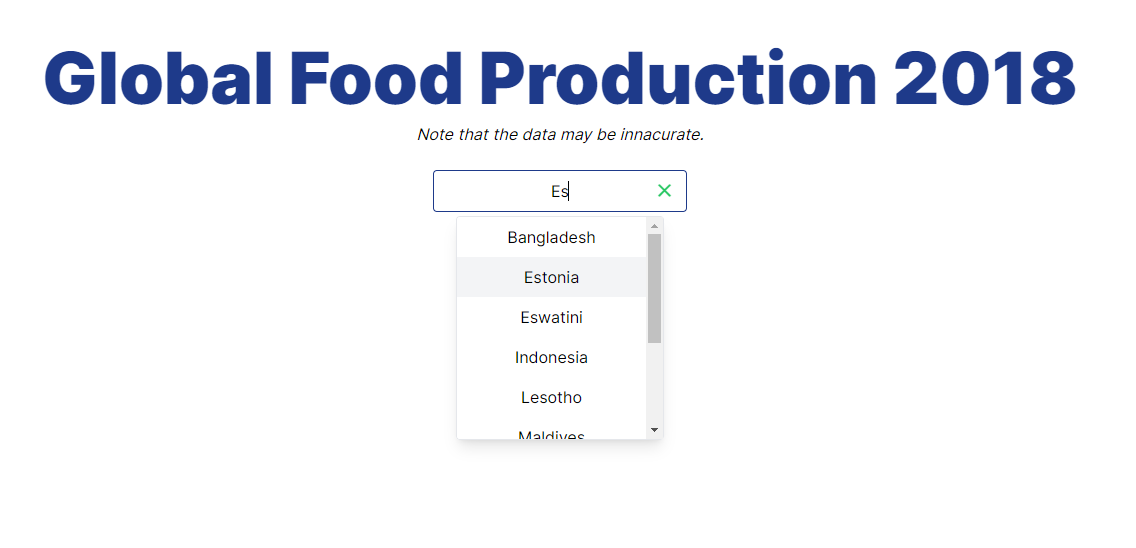 Global Food Production 2018
Note that the data may be innacurate.
Es
Bangladesh
Estonia
Eswatini
Indonesia
Lesotho
Maldives